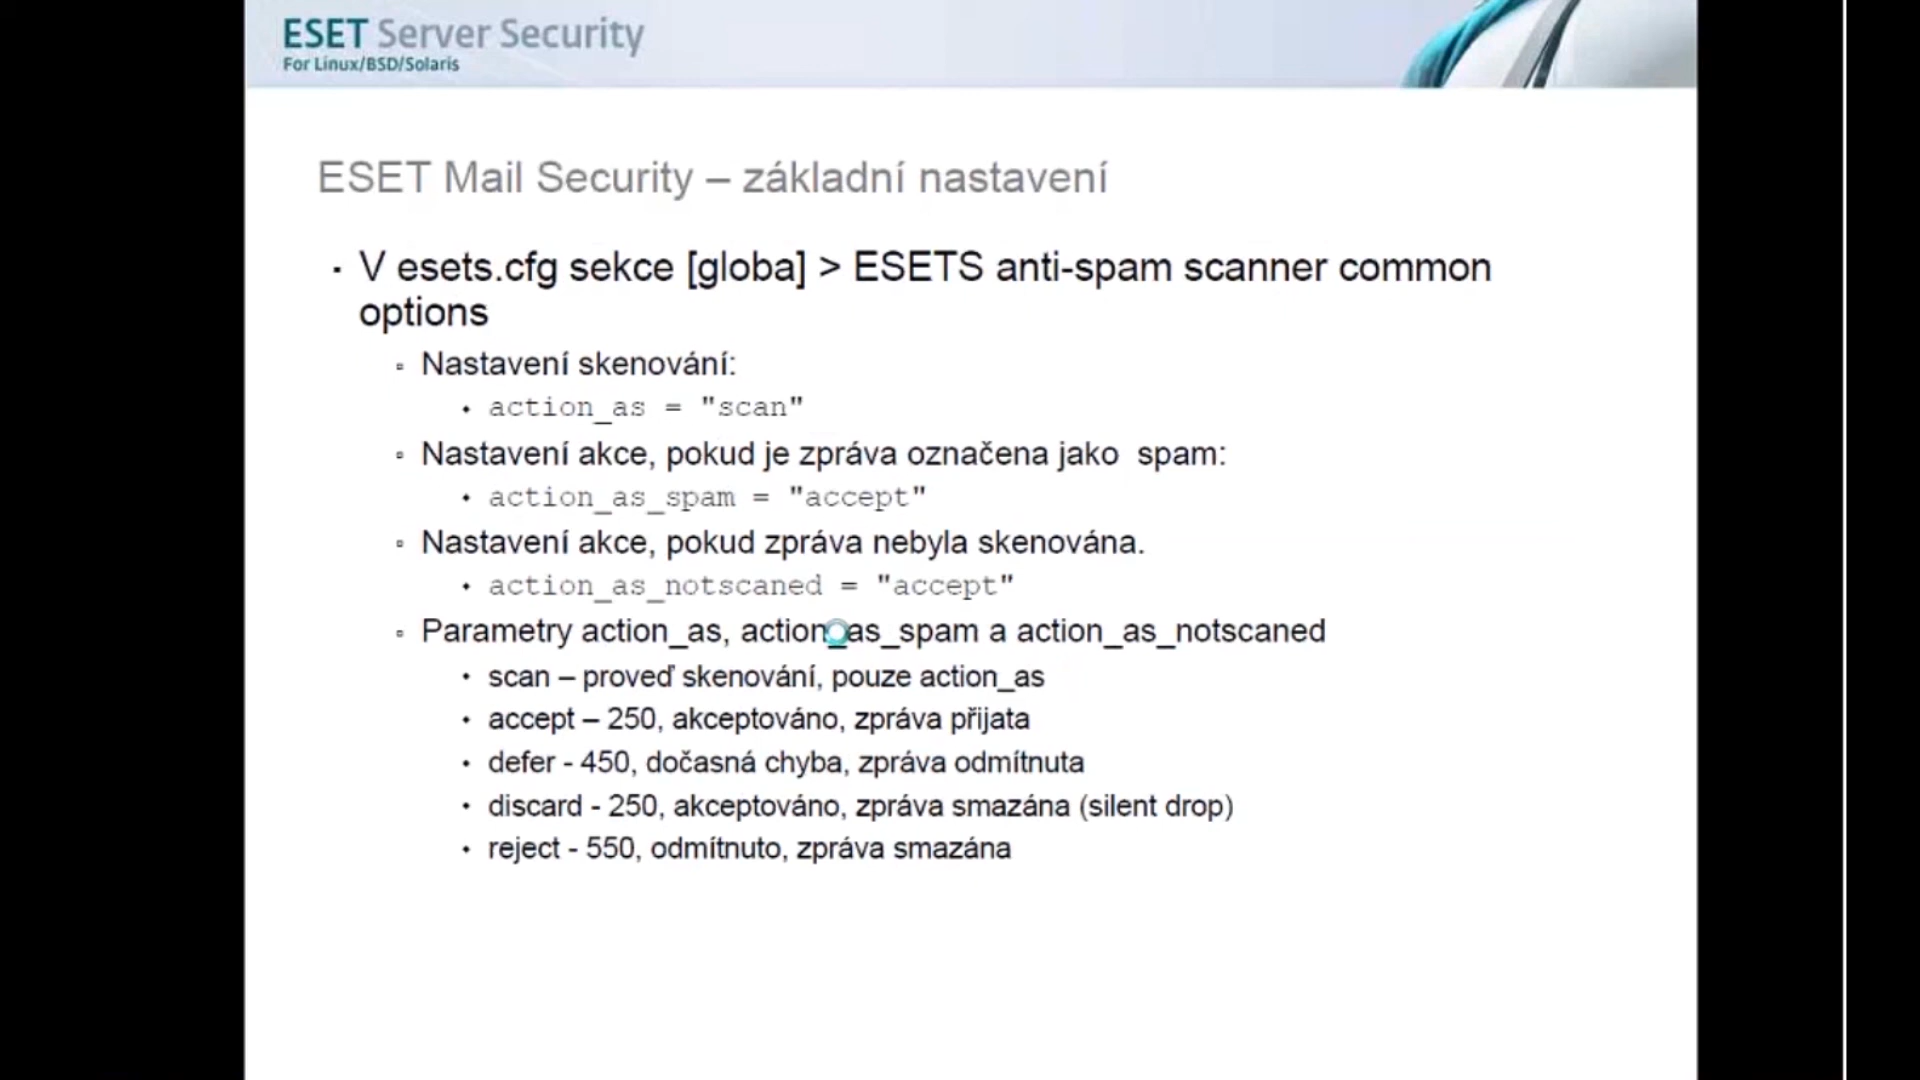 ESET Server Security
For Linux/BSD/Solaris
ESET Mail Security – základní nastavení
V esets.cfg sekce [globa] > ESETS anti-spam scanner common
options
Nastavení skenování:
action_as = "scan"
Nastavení akce, pokud je zpráva označena jako spam:
action_as_spam = "accept"
Nastavení akce, pokud zpráva nebyla skenována.
action_as_notscaned = "accept"
Parametry action_as, action_as_spam a action_as_notscaned
scan – proveď skenování, pouze action_as
accept – 250, akceptováno, zpráva přijata
defer - 450, dočasná chyba, zpráva odmítnuta
discard - 250, akceptováno, zpráva smazána (silent drop)
reject - 550, odmítnuto, zpráva smazána